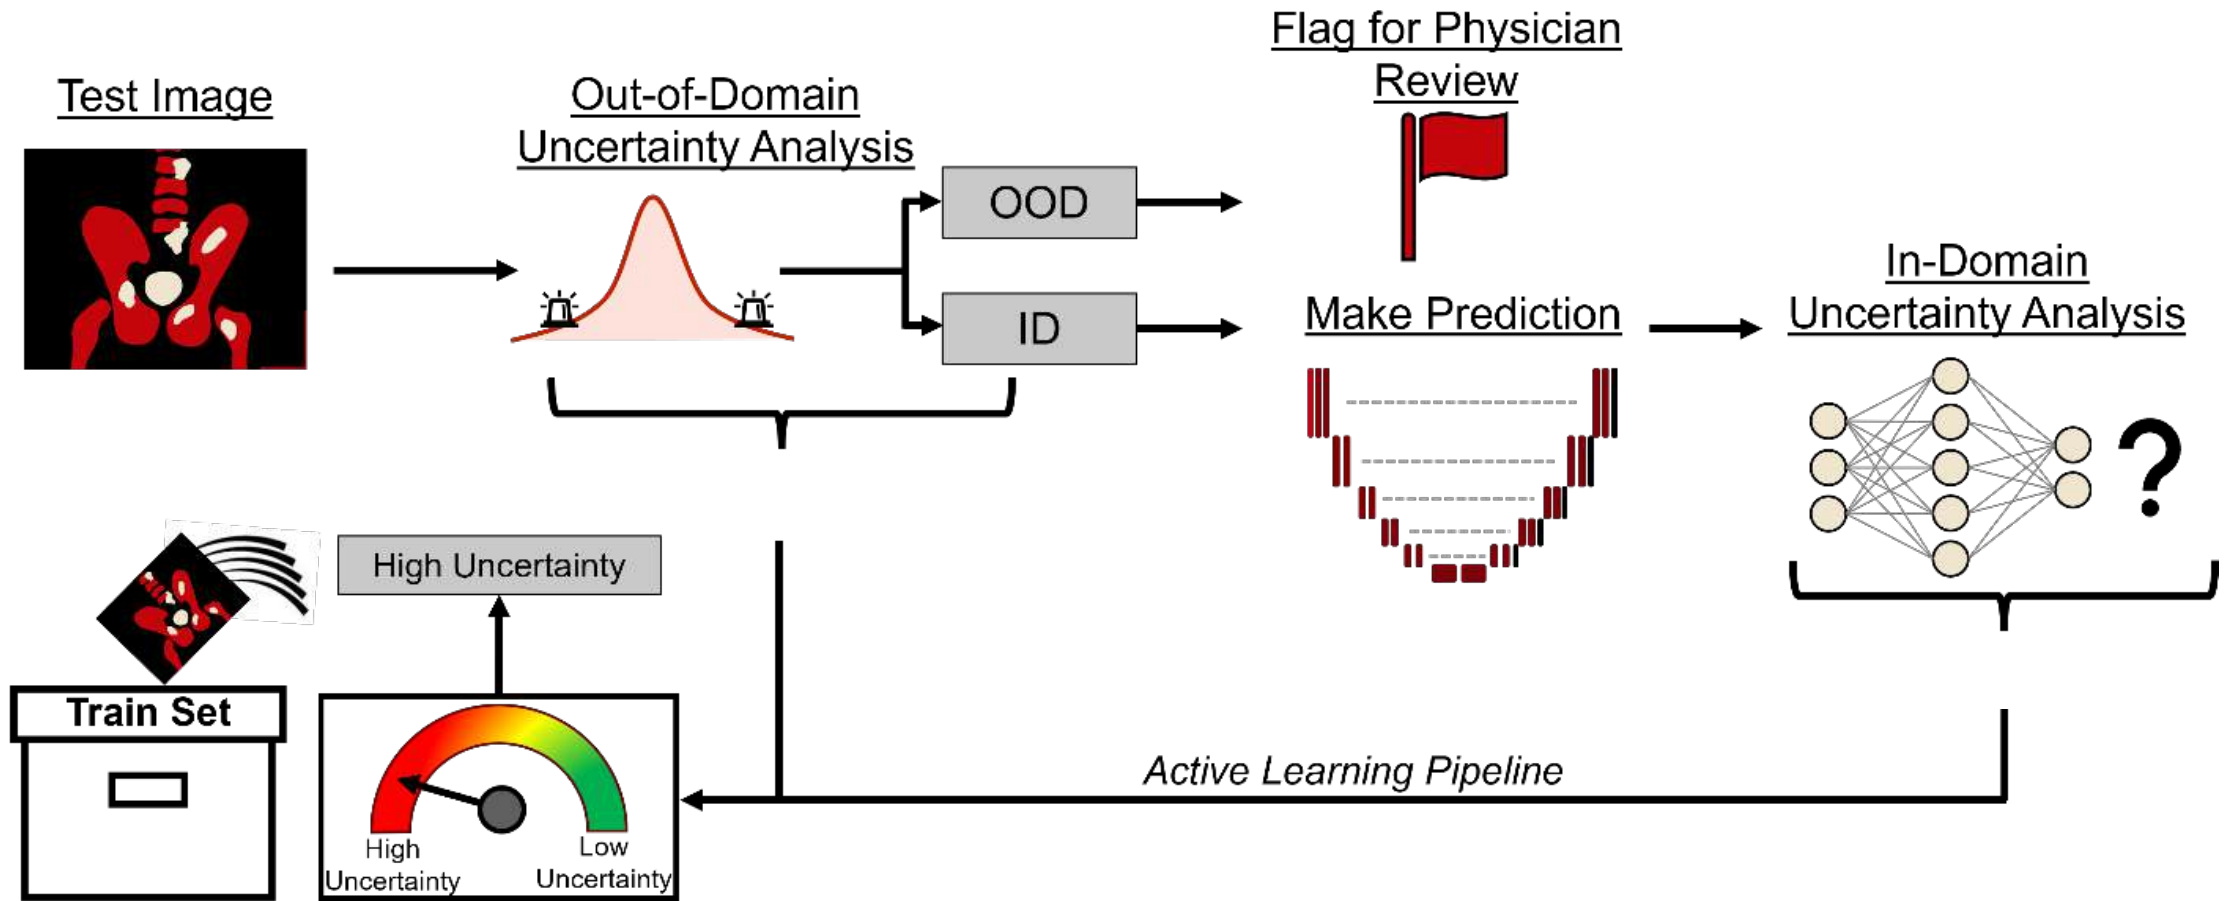 Test Image
Out-of-Domain
Uncertainty Analysis
OOD
ID
Flag for Physician
Review
Make Prediction
In-Domain
Uncertainty Analysis
?
High Uncertainty
Train Set
High
Uncertainty
Low
Uncertainty
Active Learning Pipeline